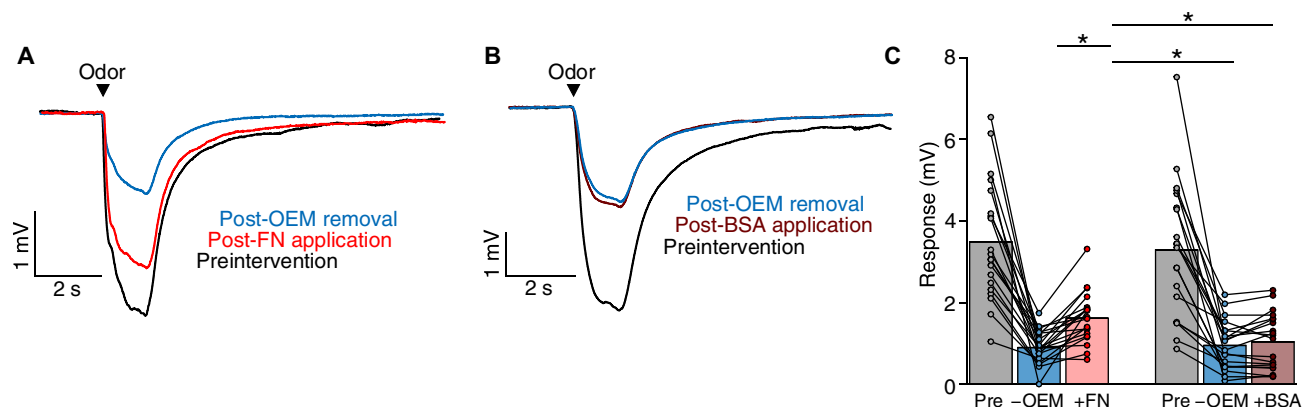 A
Odor
Post-OEM removal
Post-FN application
Preintervention
1 mV
2 s
B
Odor
Post-OEM removal
Post-BSA application
Preintervention
1 mV
2 s
C
*
*
*
Response (mV)
8
6
4
2
0
Pre –OEM +FN
Pre –OEM +BSA